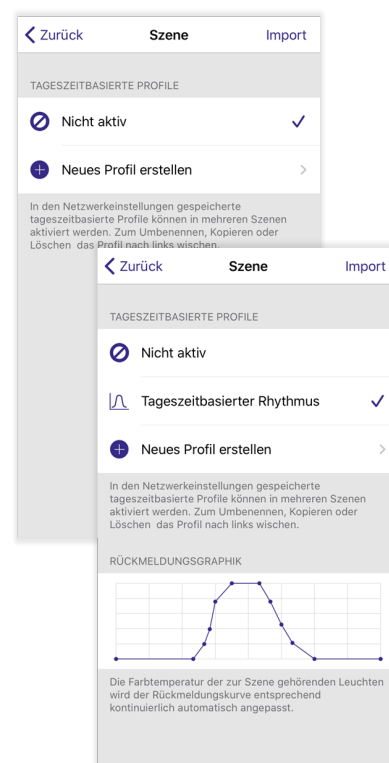 Zurück Szene Import
TAGESZEITBASIERTE PROFILE
Nicht aktiv
Neues Profil erstellen
In den Netzwerkeinstellungen gespeicherte
tageszeitbasierte Profile können in mehreren Szenen
aktiviert werden. Zum Umbenennen, Kopieren oder
Löschen das Profil nach links wischen.
Zurück Szene Import
TAGESZEITBASIERTE PROFILE
Nicht aktiv
Tageszeitbasierter Rhythmus
Neues Profil erstellen
In den Netzwerkeinstellungen gespeicherte
tageszeitbasierte Profile können in mehreren Szenen
aktiviert werden. Zum Umbenennen, Kopieren oder
Löschen das Profil nach links wischen.
RÜCKMELDUNGSGRAPHIK
Die Farbtemperatur der zur Szene gehörenden Leuchten
wird der Rückmeldungskurve entsprechend
kontinuierlich automatisch angepasst.